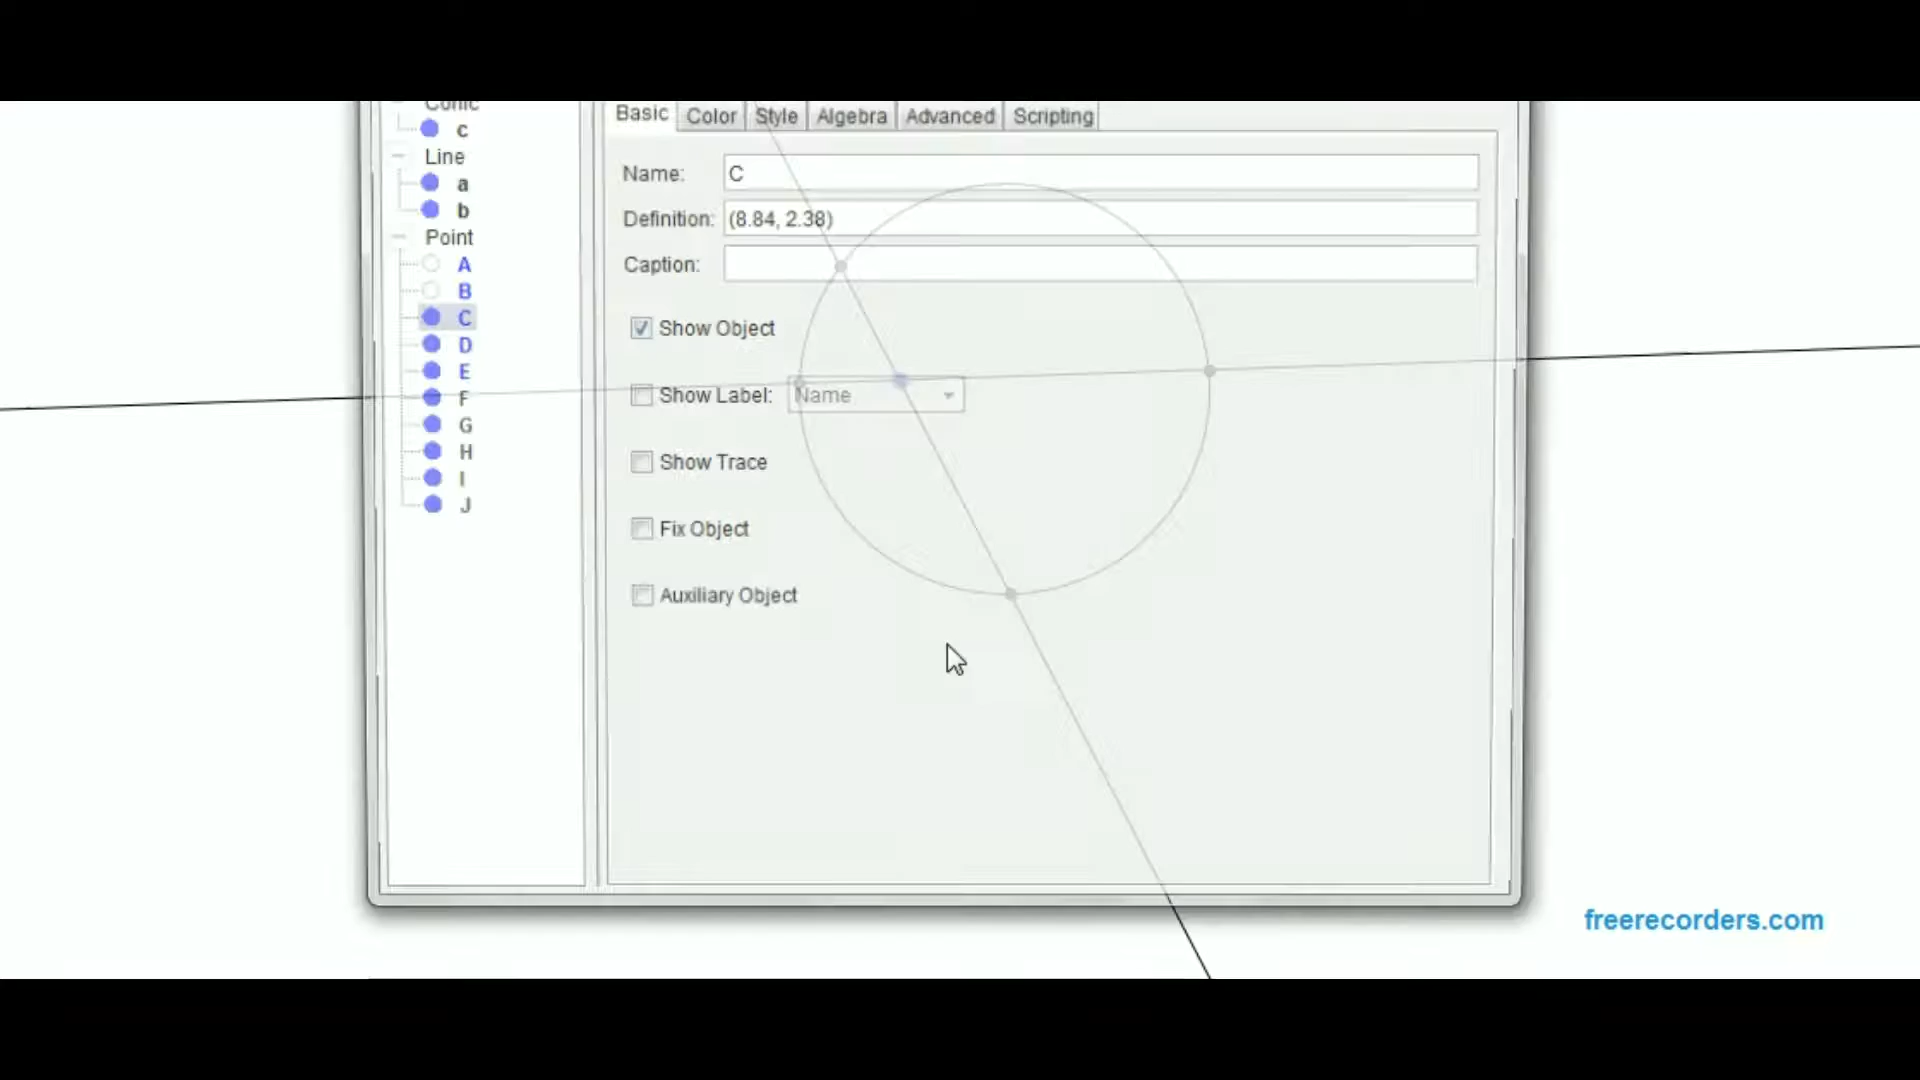 Conic
c
Line
a
b
Point
A
B
C
D
E
F
G
H
I
J
Basic Color Style Algebra Advanced Scripting
Name: C
Definition: (8.84, 2.38)
Caption:
Show Object
Show Label: Name
Show Trace
Fix Object
Auxiliary Object
freerecorders.com